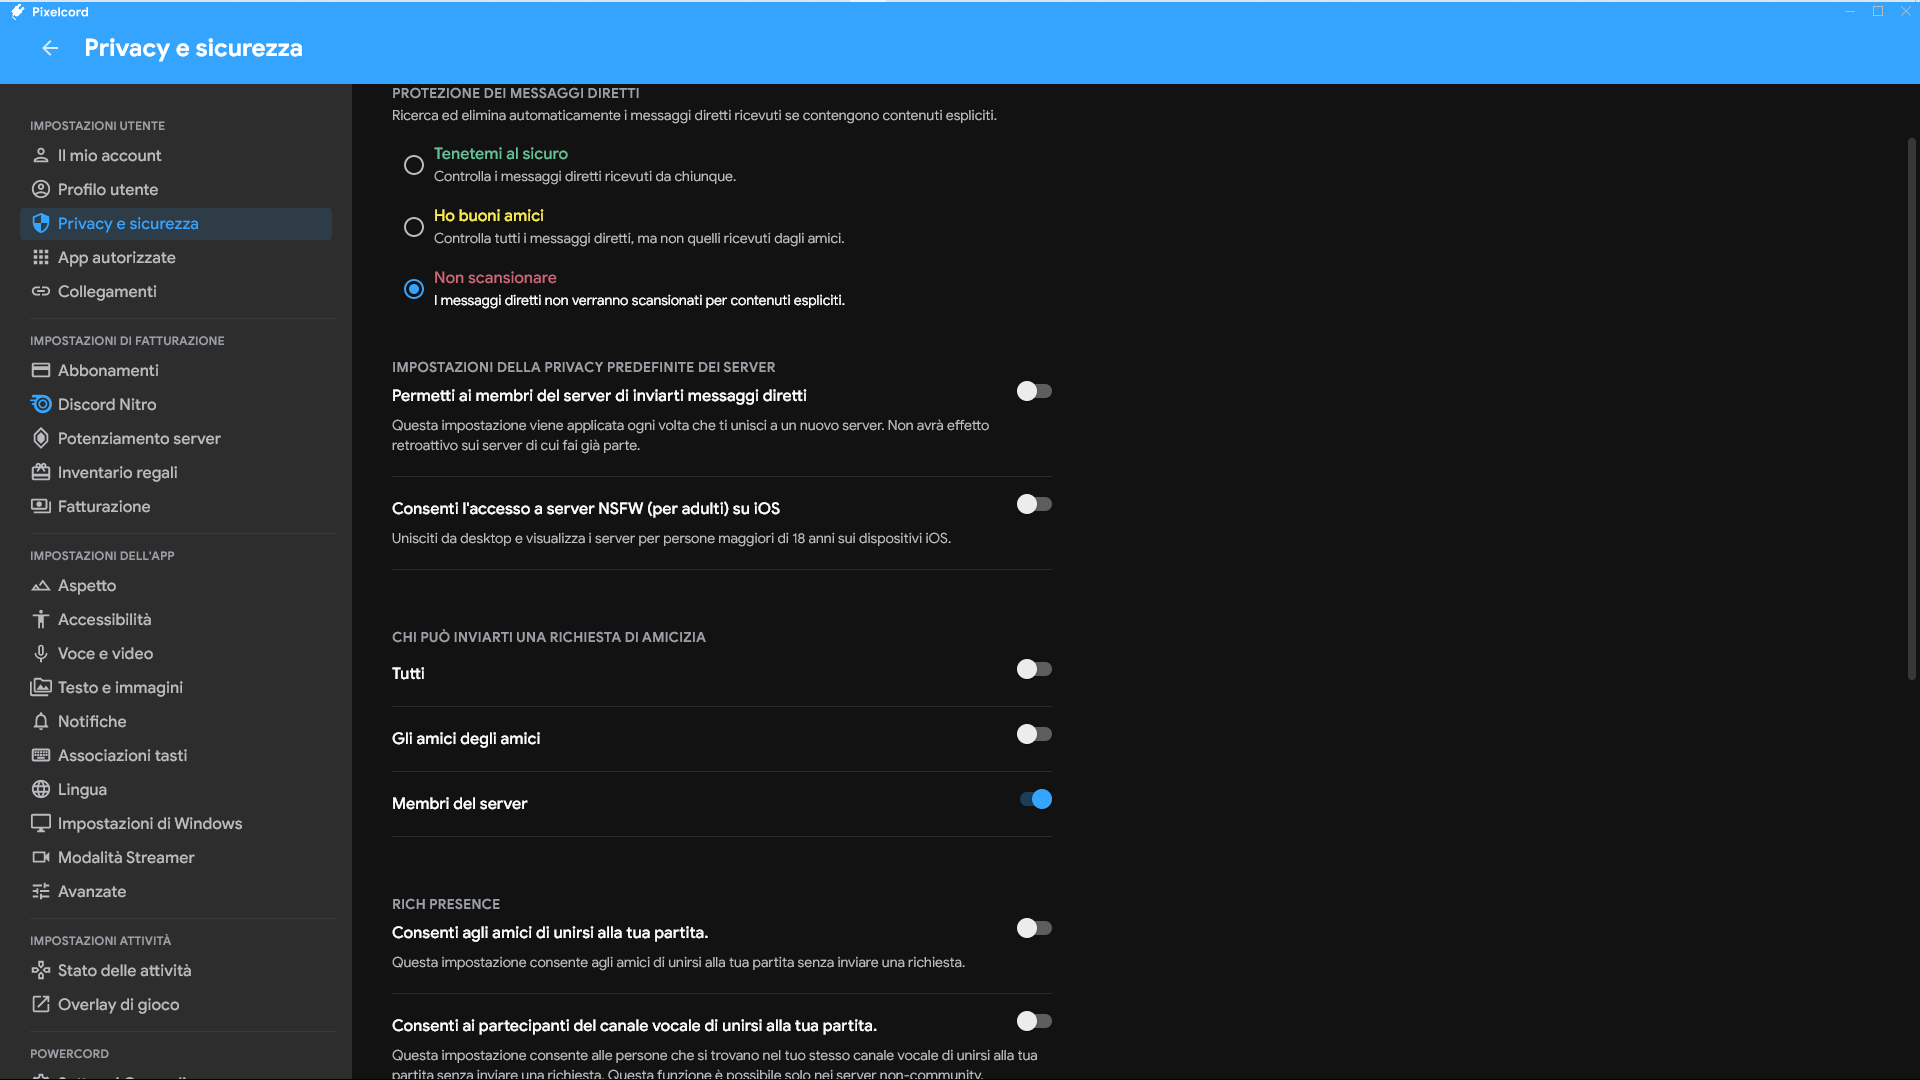 Pixelcord
Privacy e sicurezza
IMPOSTAZIONI UTENTE
Il mio account
Profilo utente
Privacy e sicurezza
App autorizzate
Collegamenti
IMPOSTAZIONI DI FATTURAZIONE
Abbonamenti
Discord Nitro
Potenziamento server
Inventario regali
Fatturazione
IMPOSTAZIONI DELL'APP
Aspetto
Accessibilità
Voce e video
Testo e immagini
Notifiche
Associazioni tasti
Lingua
Impostazioni di Windows
Modalità Streamer
Avanzate
IMPOSTAZIONI ATTIVITÀ
Stato delle attività
Overlay di gioco
POWERCORD
PROTEZIONE DEI MESSAGGI DIRETTI
Ricerca ed elimina automaticamente i messaggi diretti ricevuti se contengono contenuti espliciti.
Tenetemi al sicuro
Controlla i messaggi diretti ricevuti da chiunque.
Ho buoni amici
Controlla tutti i messaggi diretti, ma non quelli ricevuti dagli amici.
Non scansionare
I messaggi diretti non verranno scansionati per contenuti espliciti.
IMPOSTAZIONI DELLA PRIVACY PREDEFINITE DEI SERVER
Permetti ai membri del server di inviarti messaggi diretti
Questa impostazione viene applicata ogni volta che ti unisci a un nuovo server. Non avrà effetto
retroattivo sui server di cui fai già parte.
Consenti l'accesso a server NSFW (per adulti) su iOS
Unisciti da desktop e visualizza i server per persone maggiori di 18 anni sui dispositivi iOS.
CHI PUÒ INVIARTI UNA RICHIESTA DI AMICIZIA
Tutti
Gli amici degli amici
Membri del server
RICH PRESENCE
Consenti agli amici di unirsi alla tua partita.
Questa impostazione consente agli amici di unirsi alla tua partita senza inviare una richiesta.
Consenti ai partecipanti del canale vocale di unirsi alla tua partita.
Questa impostazione consente alle persone che si trovano nel tuo stesso canale vocale di unirsi alla tua
partita senza inviare una richiesta. Questa funzione è possibile solo nei server non-community.